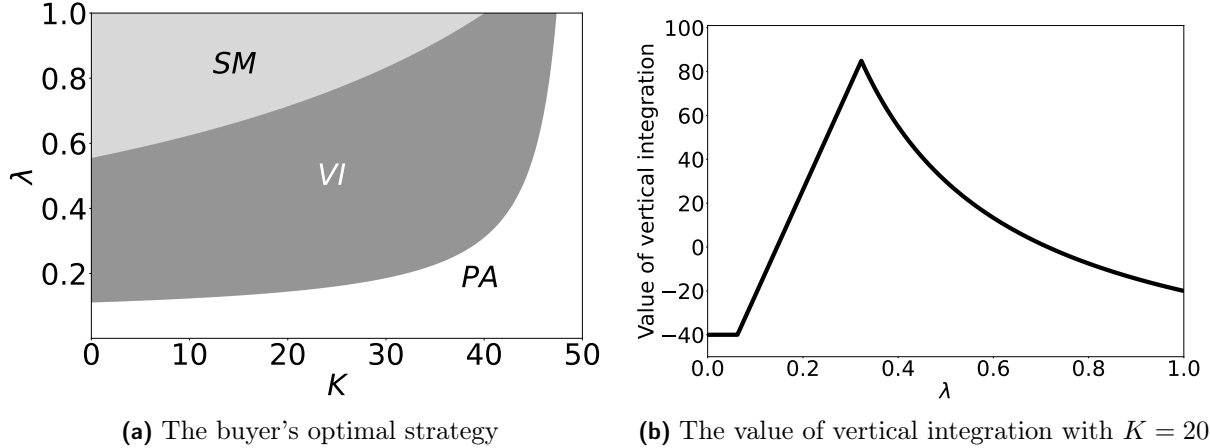 1.0
0.8
0.6
0.4
0.2
λ
SM
VI
PA
0 10 20 30 40 50
K
(a) The buyer's optimal strategy
100
80
60
40
20
0
−20
−40
Value of vertical integration
0.0 0.2 0.4 0.6 0.8 1.0
λ
(b) The value of vertical integration with K = 20